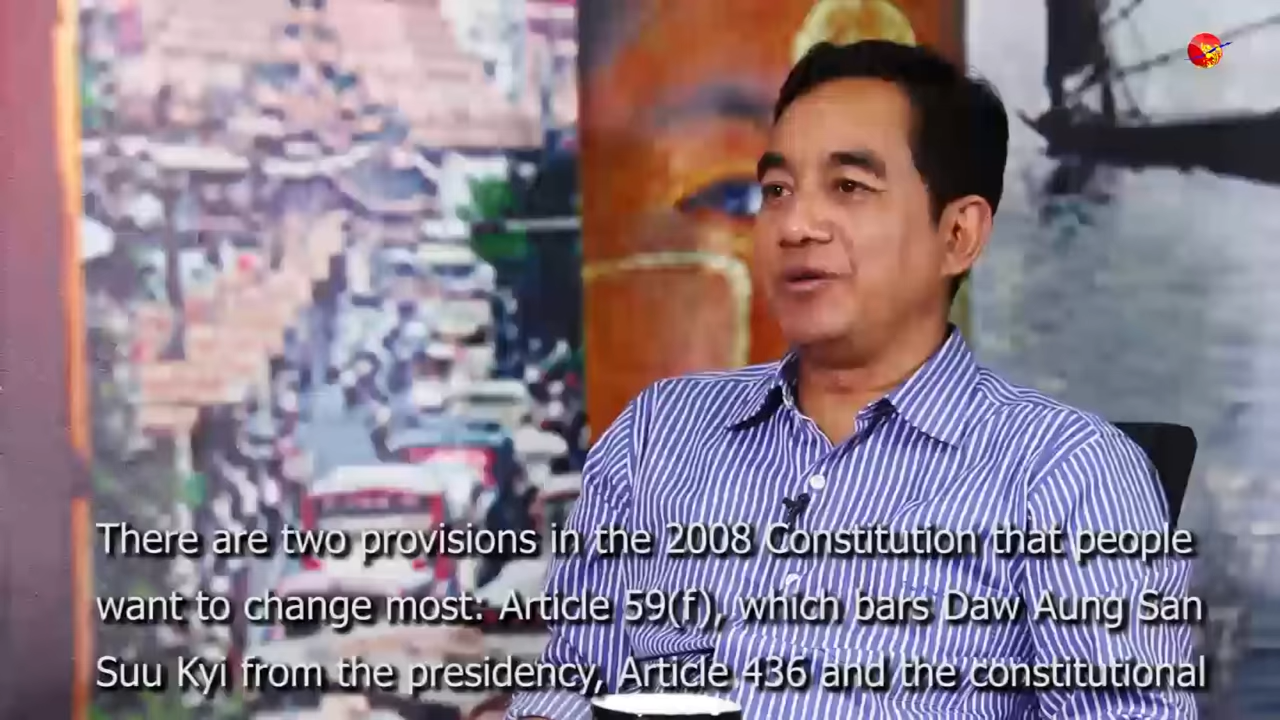 There are two provisions in the 2008 Constitution that people
want to change most: Article 59(f), which bars Daw Aung San
Suu Kyi from the presidency, Article 436 and the constitutional